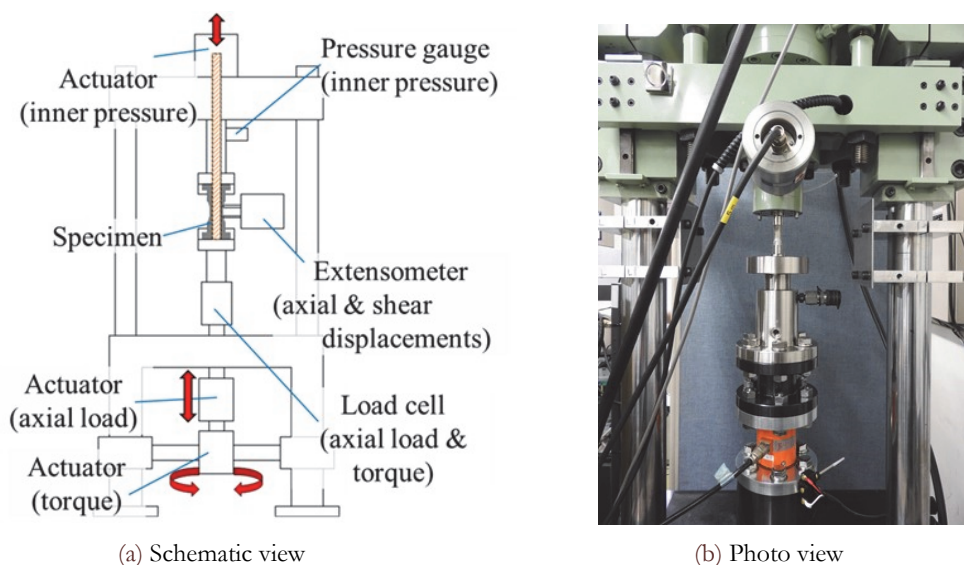 Pressure gauge
(inner pressure)
Actuator
(inner pressure)
Specimen
Extensometer
(axial & shear
displacements)
Actuator
(axial load)
Load cell
(axial load &
torque)
Actuator
(torque)
(a) Schematic view
(b) Photo view